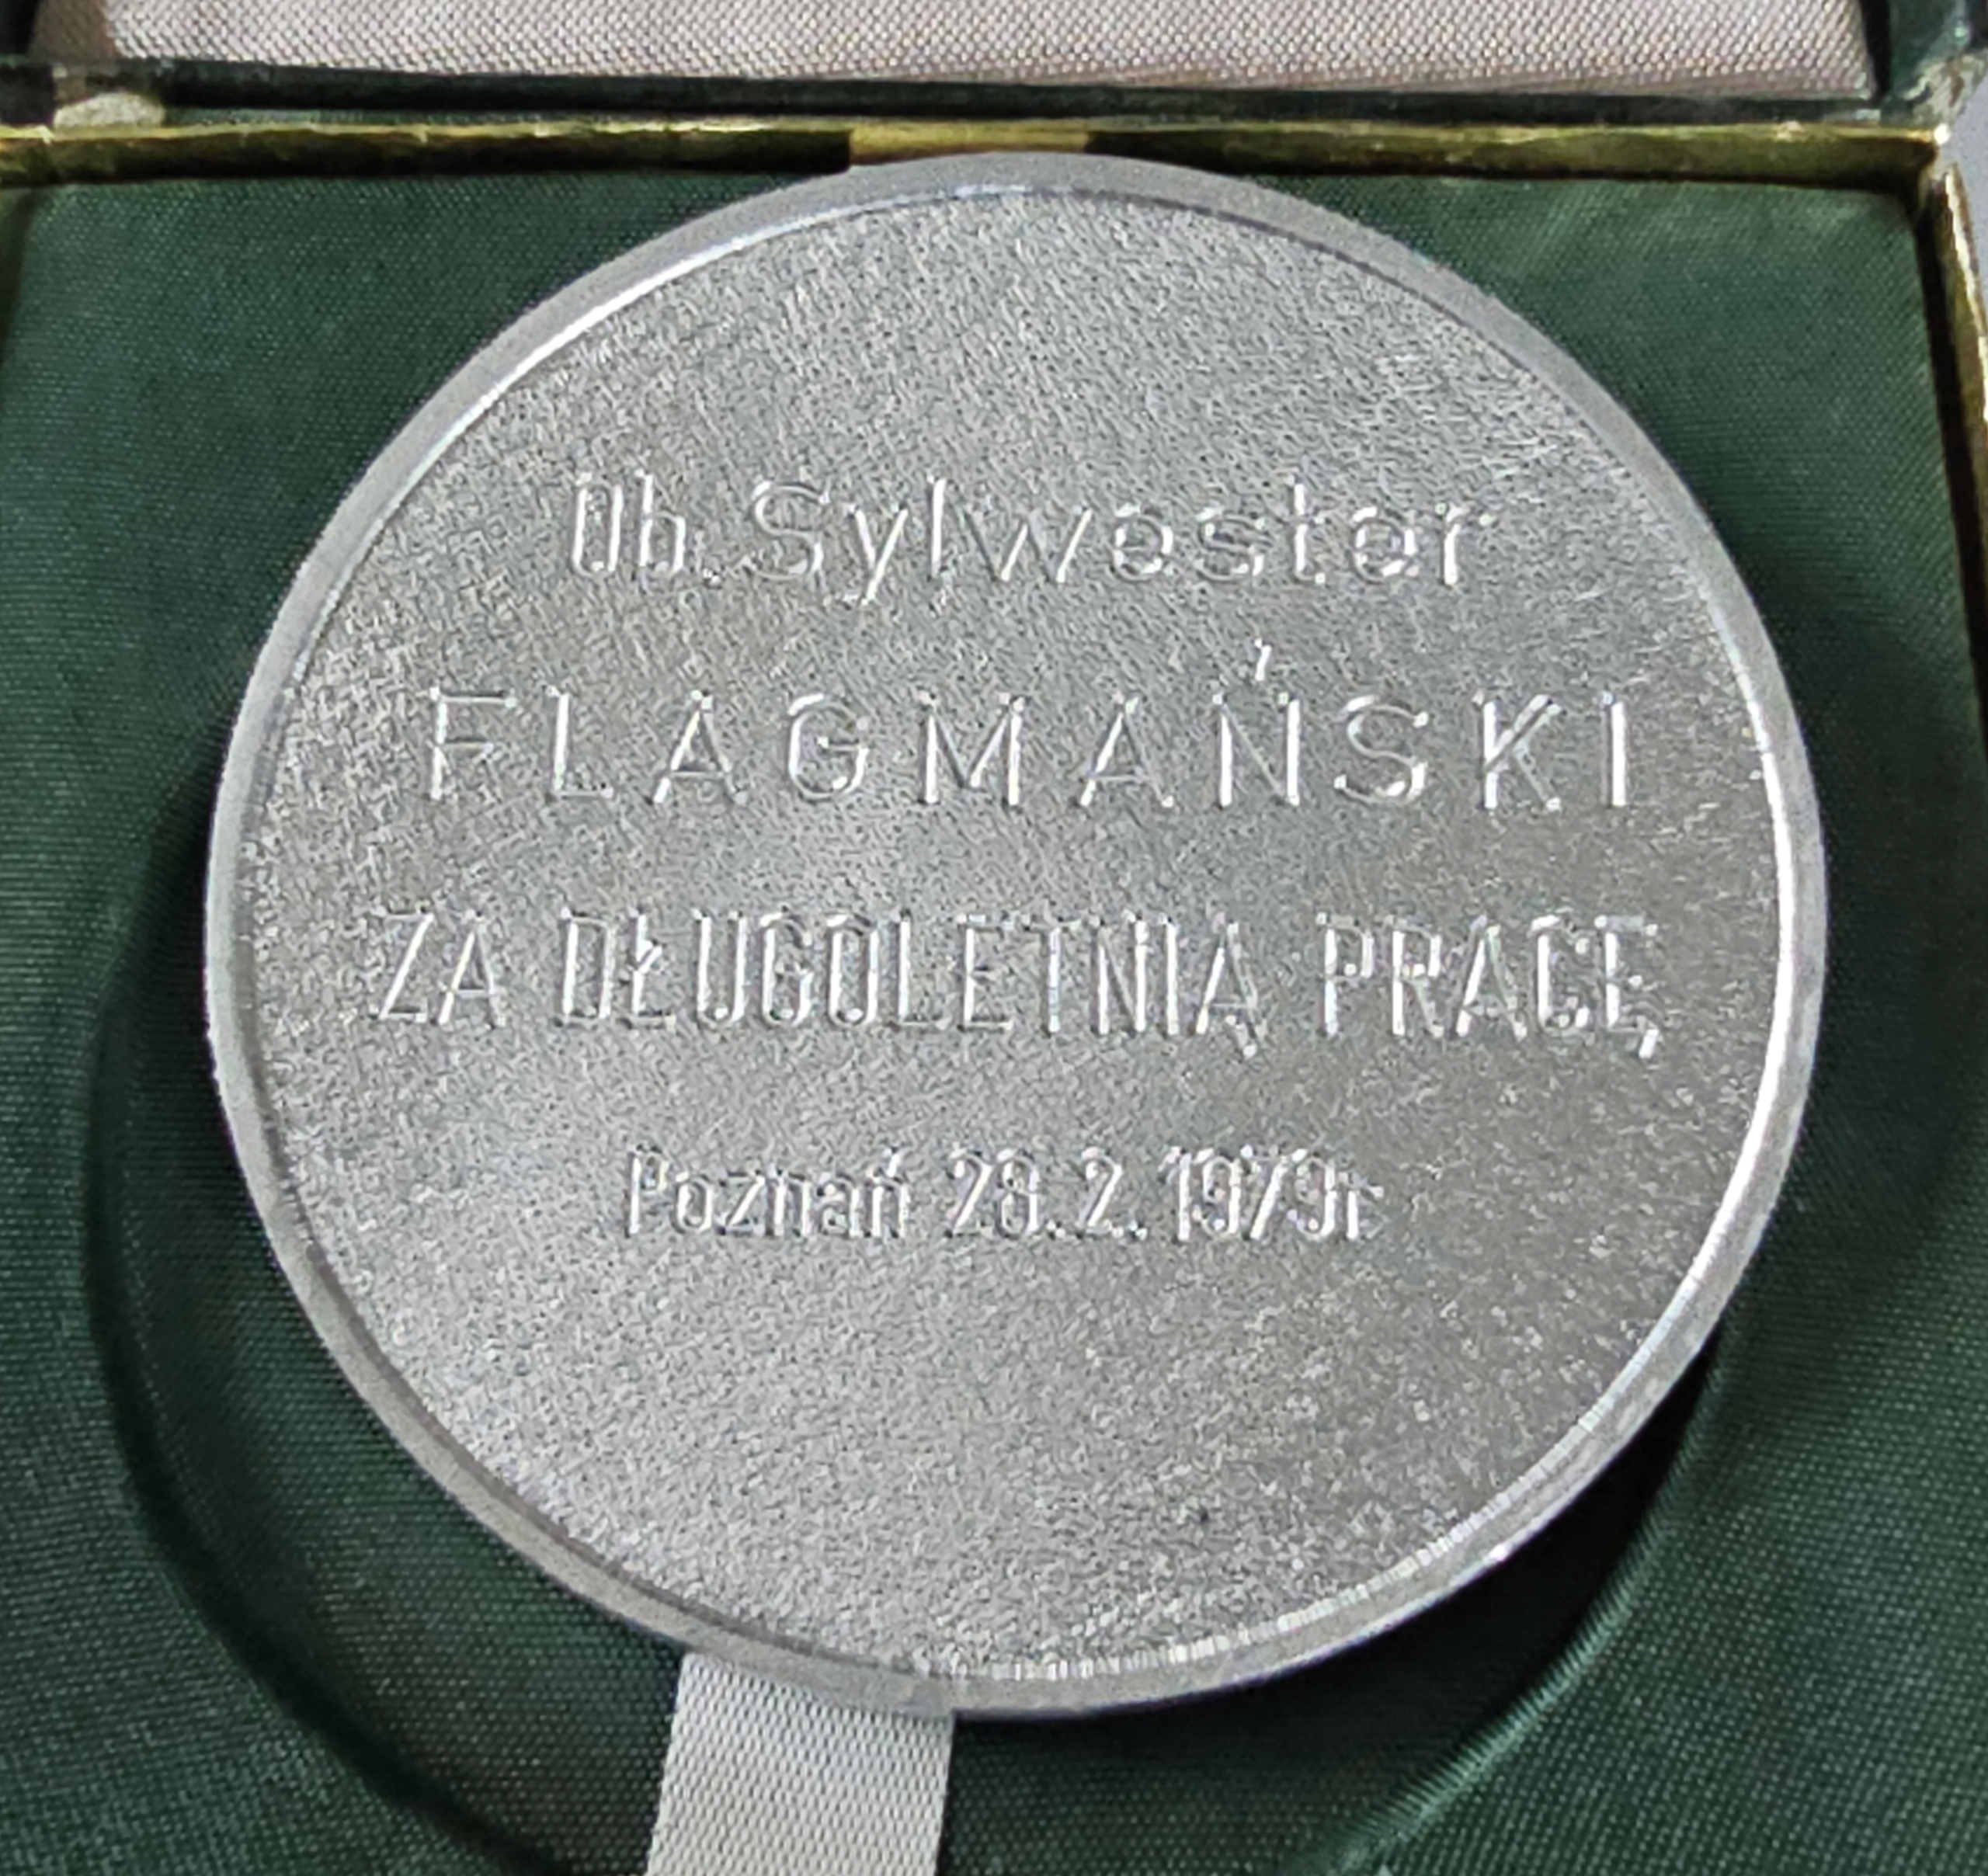 Ob. Sylwester
FLAGMAŃSKI
ZA DŁUGOLETNIĄ PRACĘ
Poznań 28.2.1979r